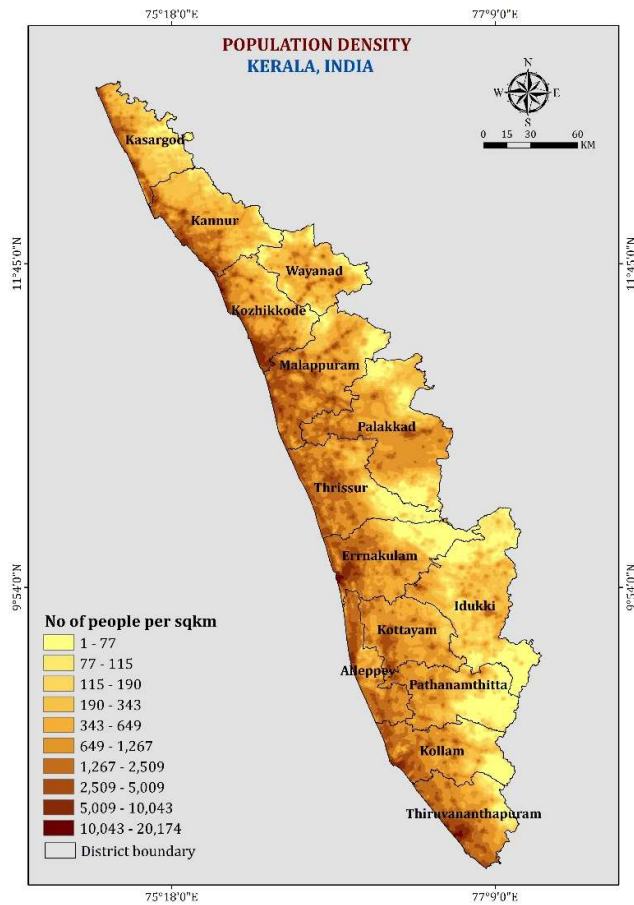 75°18'0"E
77°9'0"E
POPULATION DENSITY
KERALA, INDIA
N
W
E
S
0 15 30 60
KM
Kasargod
Kannur
11°45'0"N
11°45'0"N
Wayanad
Kozhikkode
Malappuram
Palakkad
Thrissur
Errnakulam
9°54'0"N
9°54'0"N
Idukki
Kottayam
Alleppey
Pathanamthitta
Kollam
Thiruvananthapuram
No of people per sqkm
1 - 77
77 - 115
115 - 190
190 - 343
343 - 649
649 - 1,267
1,267 - 2,509
2,509 - 5,009
5,009 - 10,043
10,043 - 20,174
District boundary
75°18'0"E
77°9'0"E